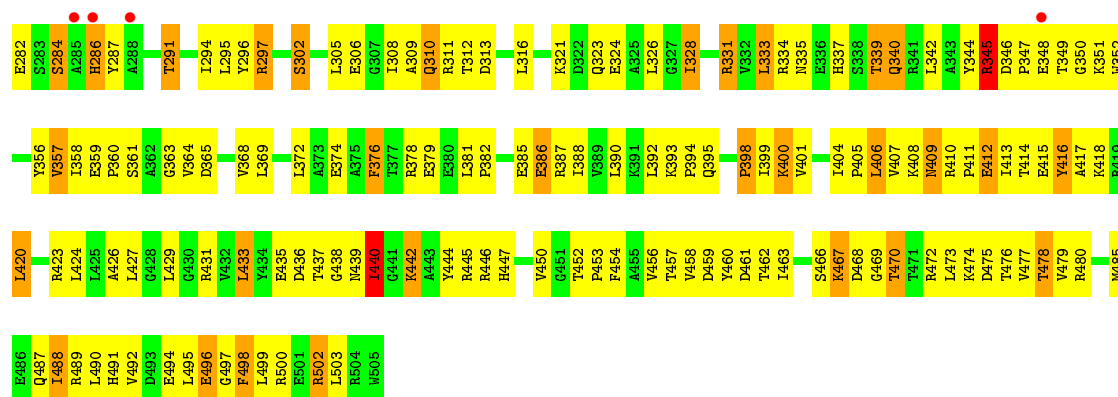 E282 S283 S284 A285 H286 Y287 A288 T291 I294 L295 Y296 R297 S302 L305 E306 G307 I308 A309 Q310 R311 T312 D313 L316 K321 D322 Q323 E324 A325 L326 G327 I328 R331 V332 L333 R334 N335 E336 H337 S338 T339 Q340 R341 L342 A343 Y344 R345 D346 P347 E348 T349 G350 K351 W352
Y356 V357 I358 E359 P360 S361 A362 G363 V364 D365 V368 L369 L372 A373 E374 A375 F376 T377 R378 E379 E380 L381 P382 E385 E386 R387 I388 V389 L390 K391 L392 K393 P394 Q395 P398 I399 K400 V401 I404 P405 L406 V407 K408 N409 R410 P411 E412 I413 T414 E415 Y416 A417 K418 R419
L420 R423 L424 L425 A426 L427 G428 L429 G430 R431 V432 L433 Y434 E435 D436 T437 G438 N439 I440 G441 K442 A443 Y444 R445 R446 H447 V450 G451 T452 P453 F454 A455 V456 T457 V458 D459 Y460 D461 T462 I463 S466 K467 D468 G469 T470 T471 R472 L473 K474 D475 T476 V477 T478 V479 R480 M485
E486 Q487 I488 R489 L490 H491 V492 D493 E494 L495 E496 G497 F498 L499 R500 E501 R502 L503 R504 W505